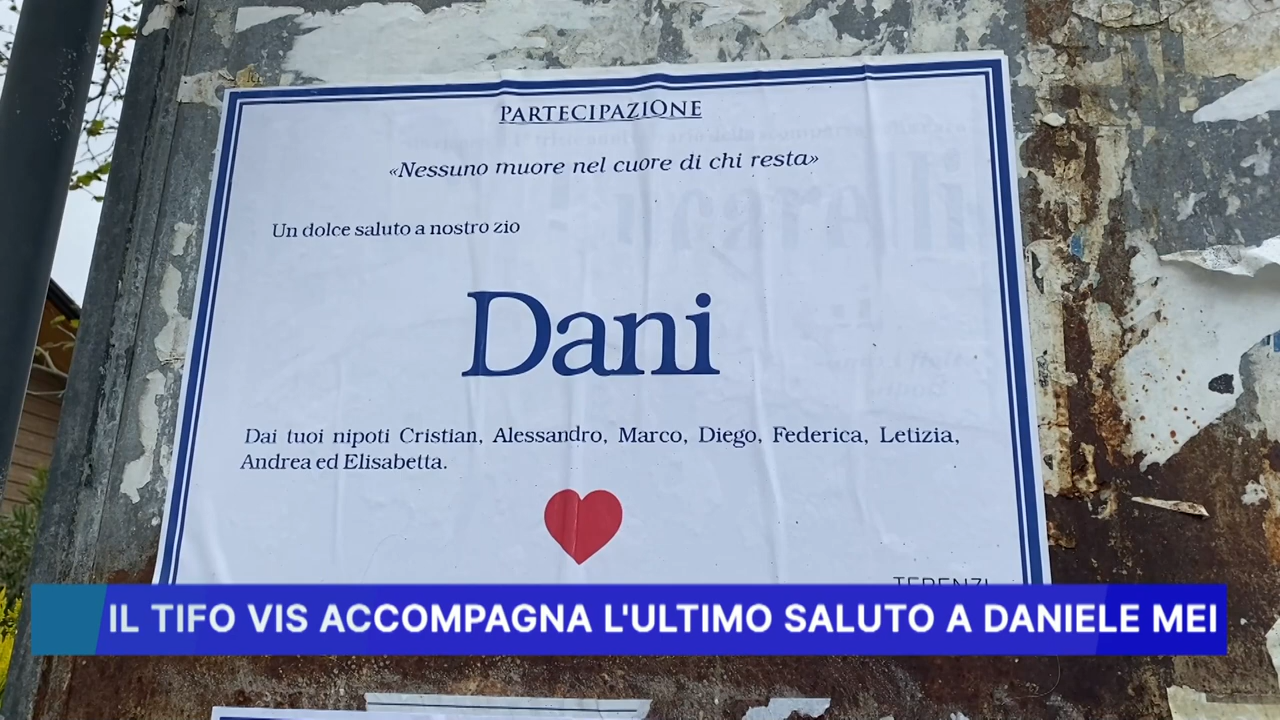 PARTECIPAZIONE
«Nessuno muore nel cuore di chi resta»
Un dolce saluto a nostro zio
Dani
Dai tuoi nipoti Cristian, Alessandro, Marco, Diego, Federica, Letizia,
Andrea ed Elisabetta.
TERENZI
IL TIFO VIS ACCOMPAGNA L'ULTIMO SALUTO A DANIELE MEI